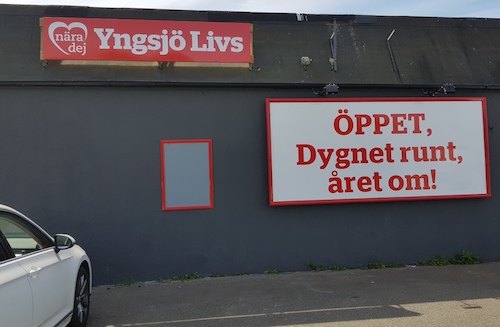 nära
dej
Yngsjö Livs
ÖPPET,
Dygnet runt,
året om!